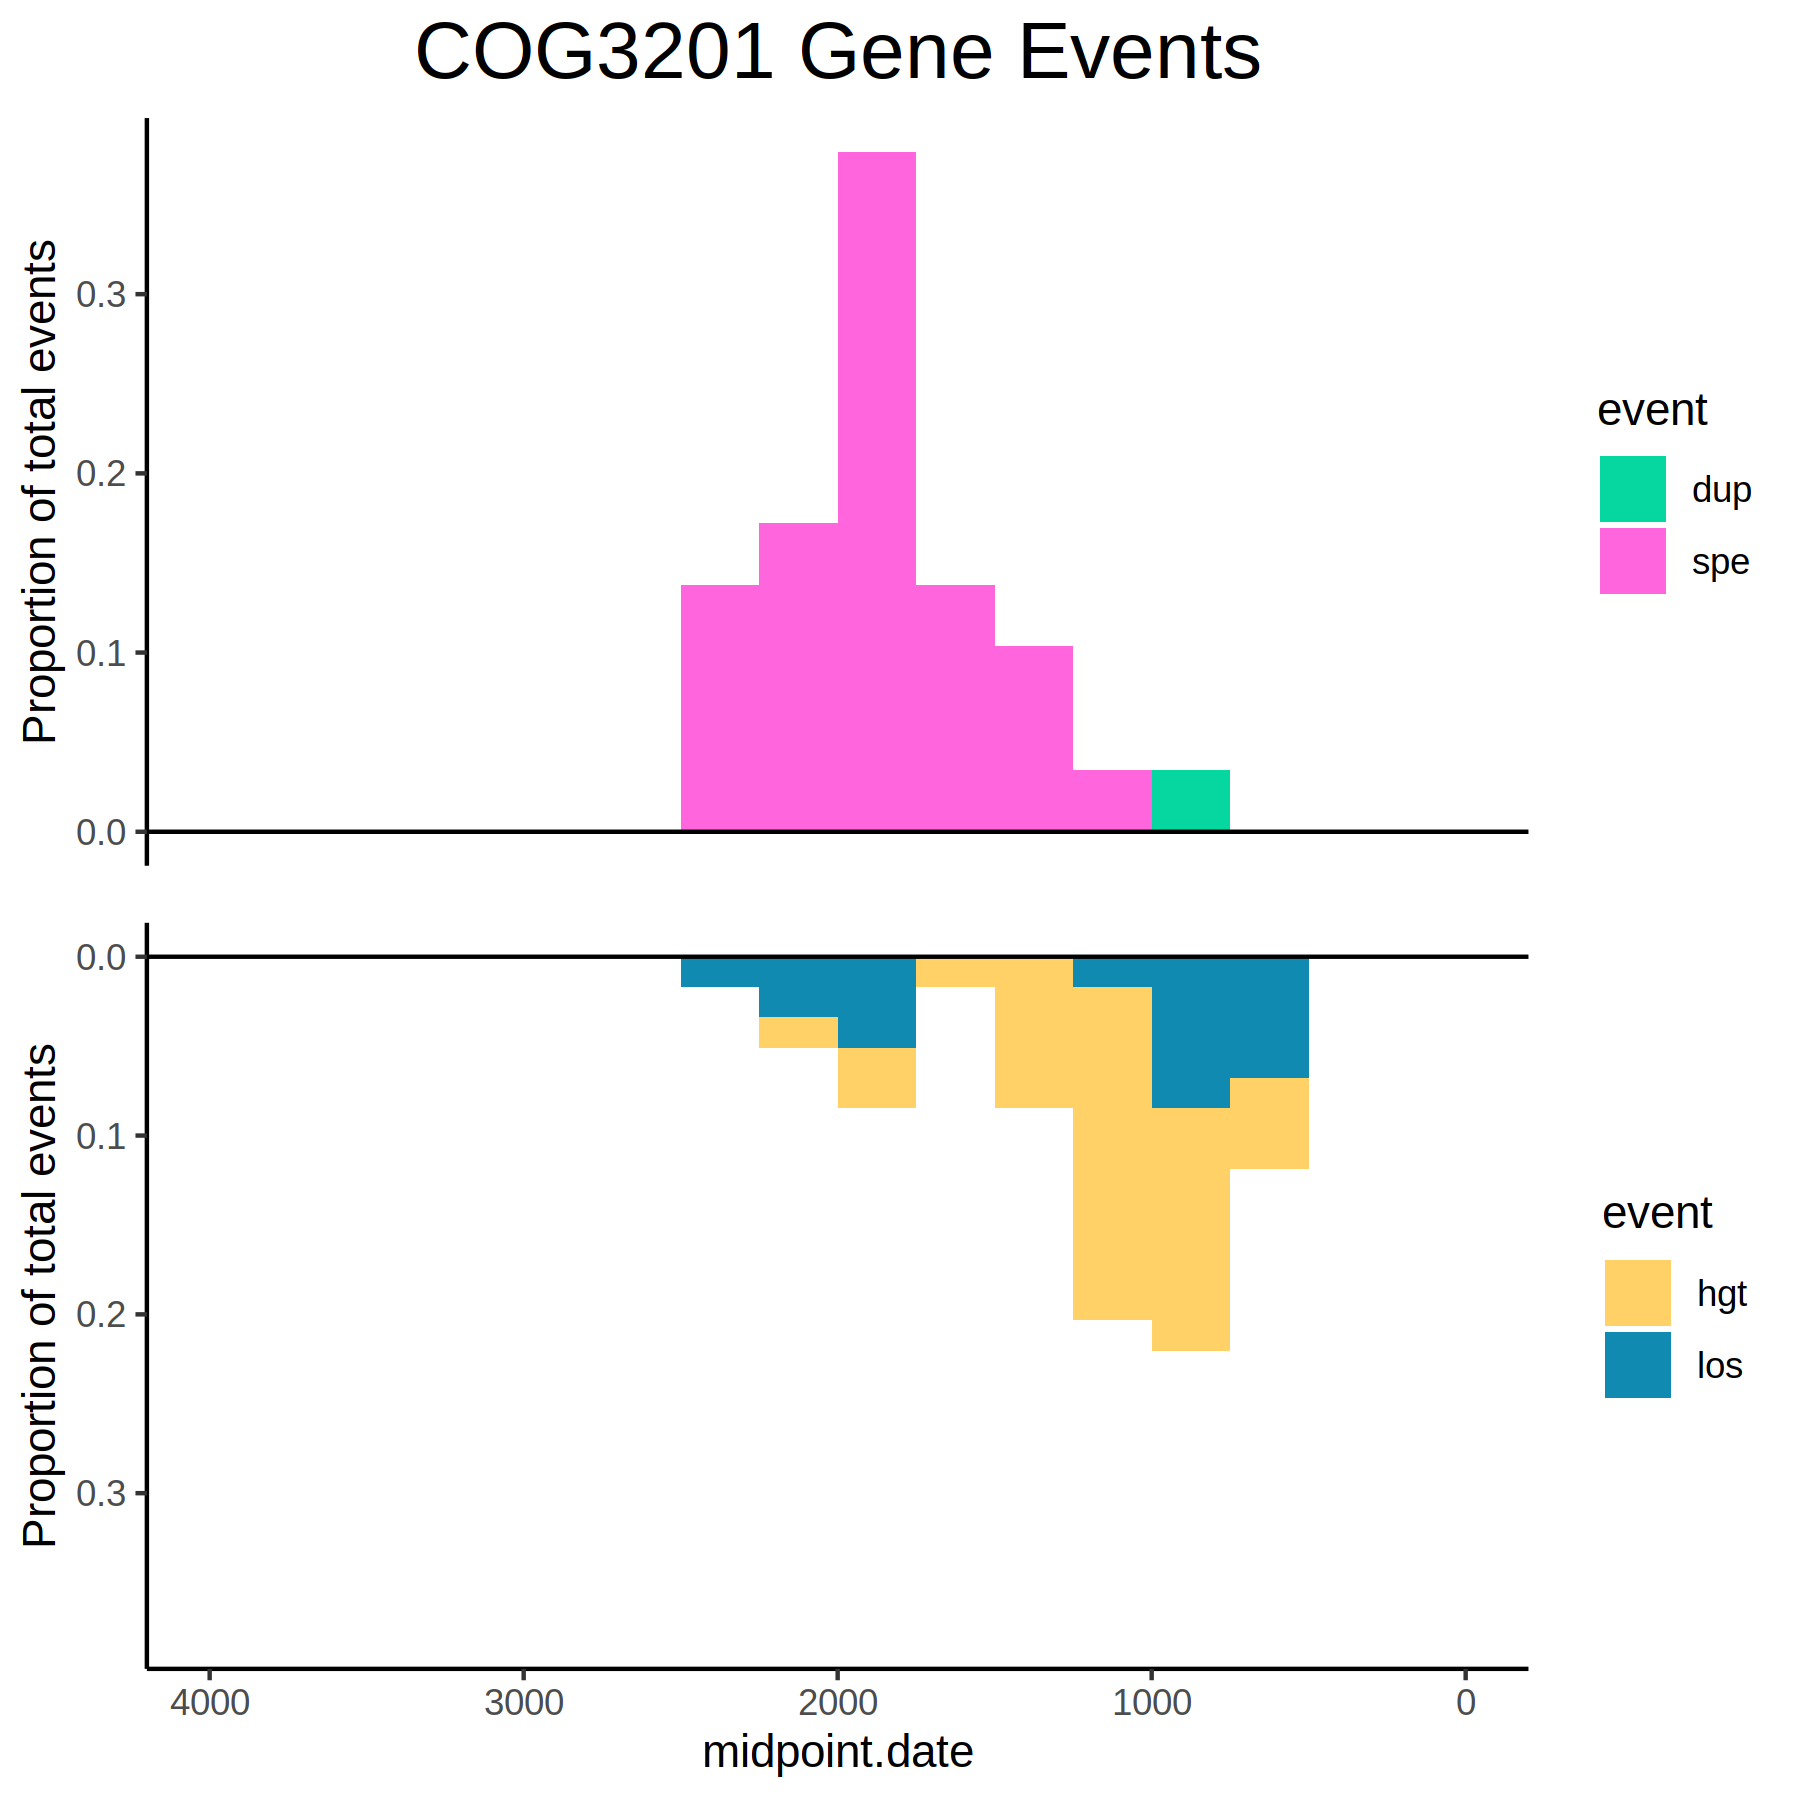 COG3201 Gene Events
Proportion of total events
0.3
0.2
0.1
0.0
event
dup
spe
Proportion of total events
0.0
0.1
0.2
0.3
event
hgt
los
4000 3000 2000 1000 0
midpoint.date